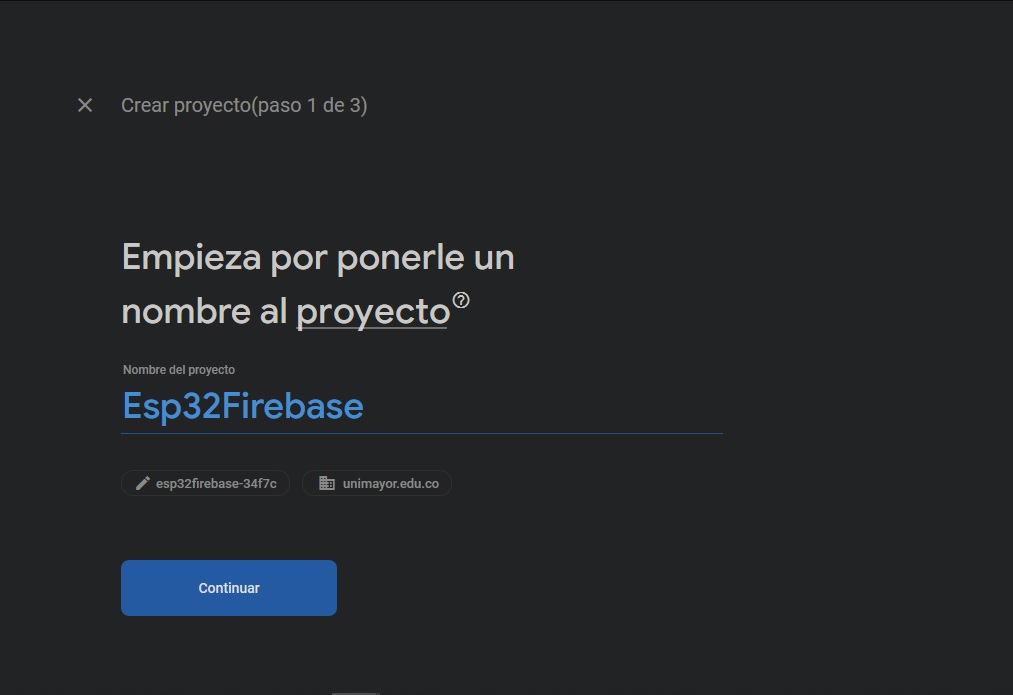 Crear proyecto(paso 1 de 3)
Empieza por ponerle un
nombre al proyecto
Nombre del proyecto
Esp32Firebase
esp32firebase-34f7c
unimayor.edu.co
Continuar